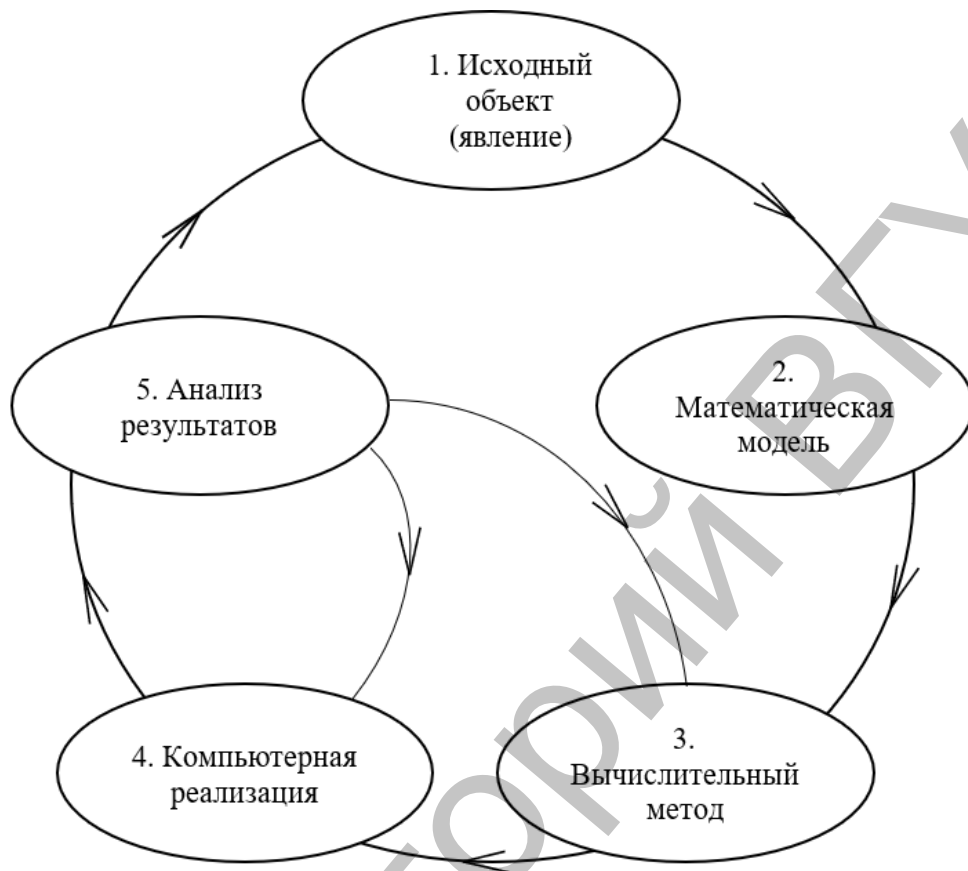 1. Исходный
объект
(явление)
2.
Математическая
модель
3.
Вычислительный
метод
4. Компьютерная
реализация
5. Анализ
результатов